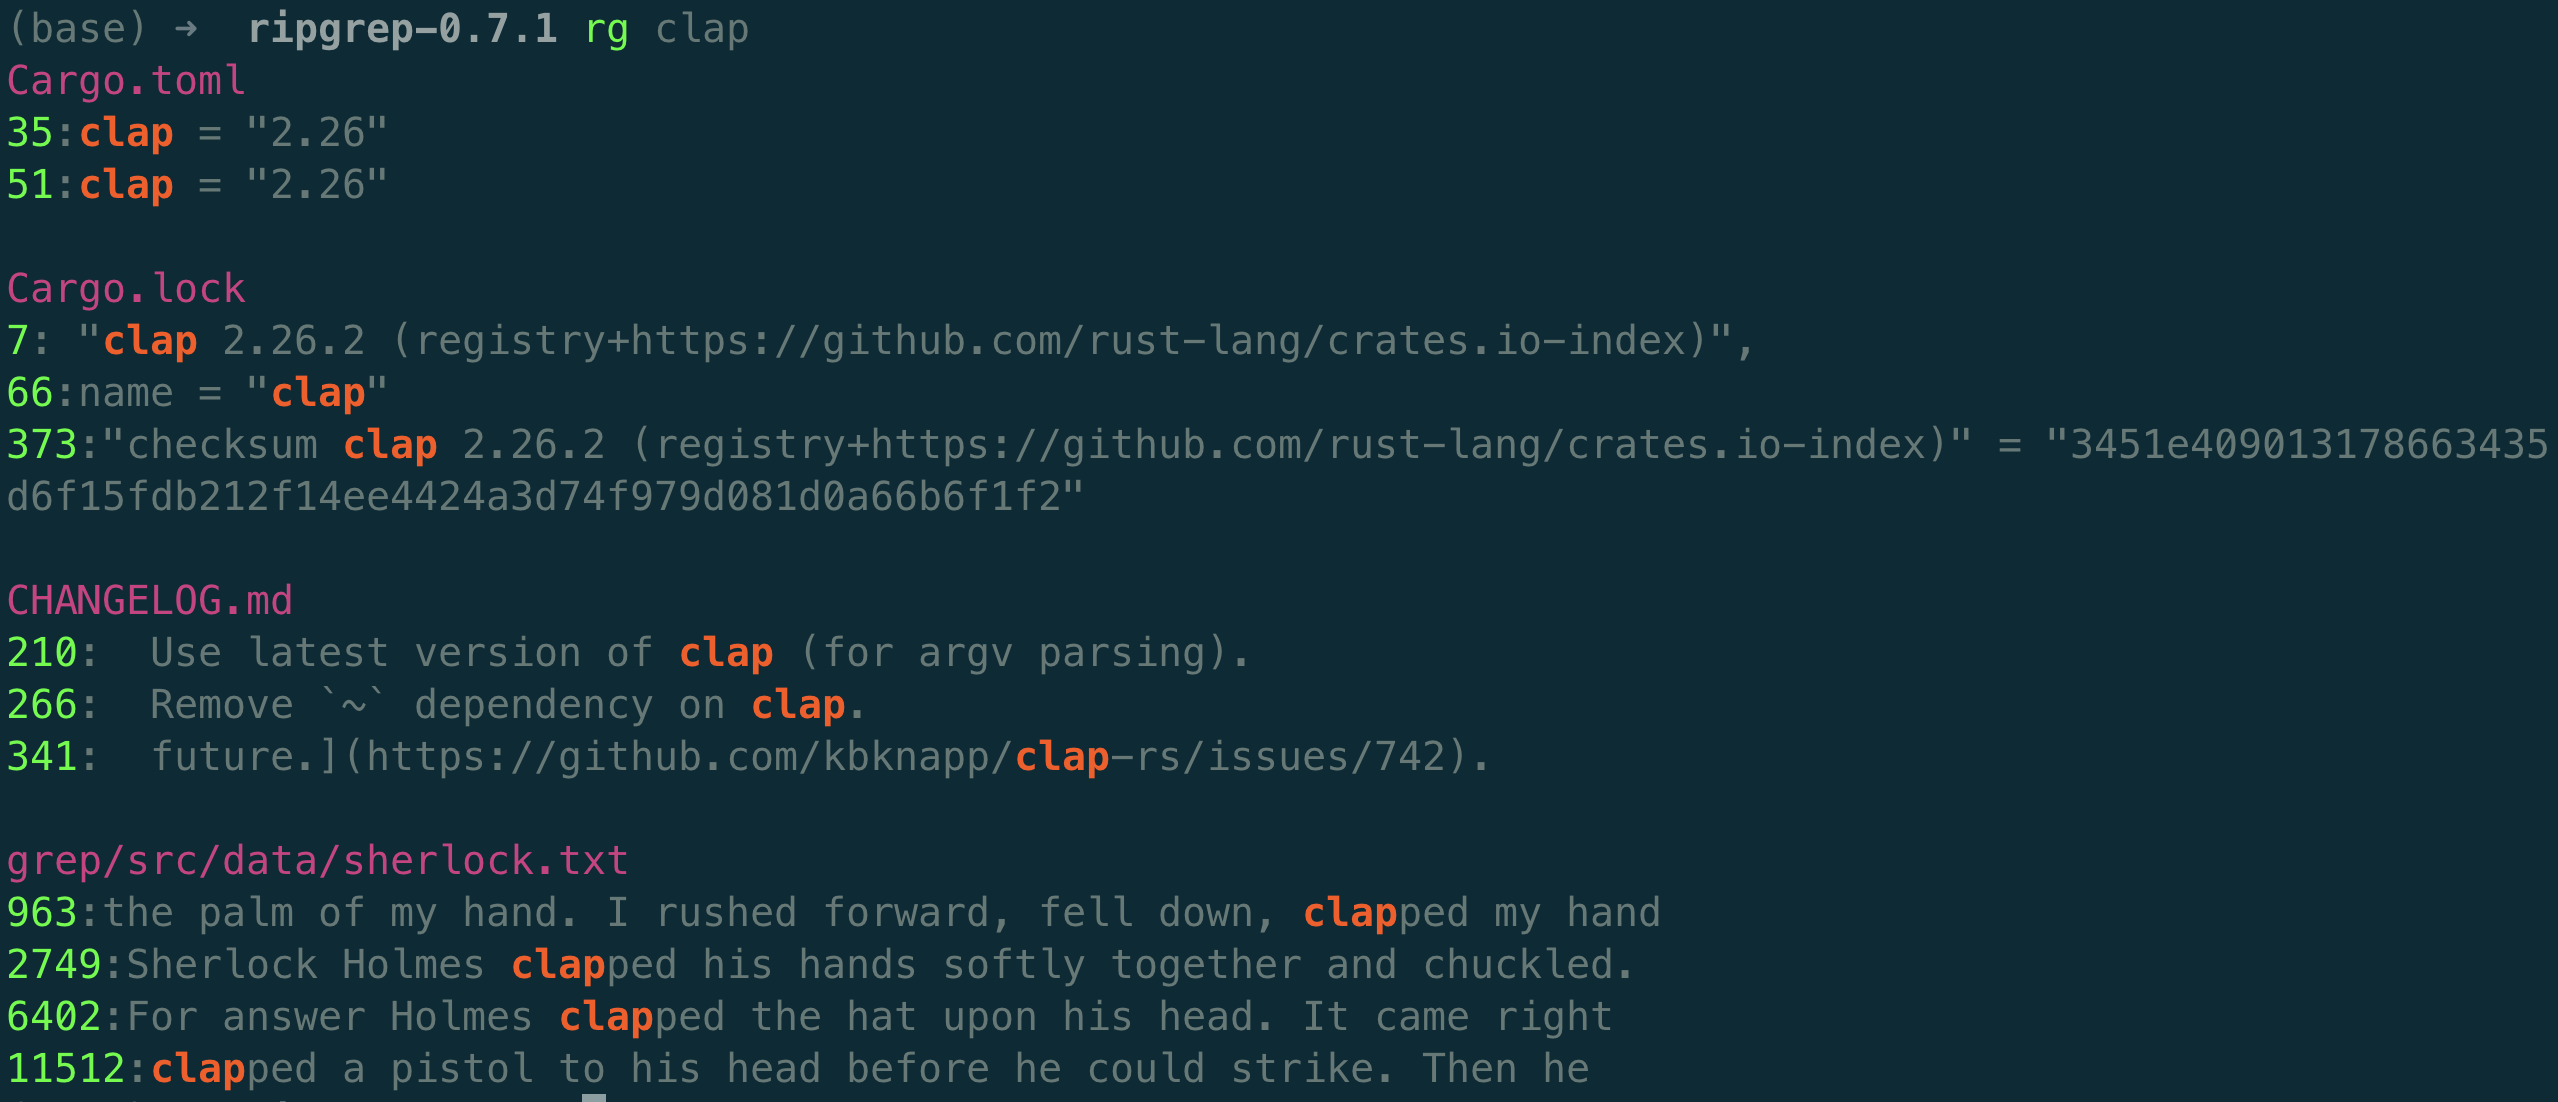 (base) ➜  ripgrep-0.7.1 rg clap
Cargo.toml
35:clap = "2.26"
51:clap = "2.26"

Cargo.lock
7: "clap 2.26.2 (registry+https://github.com/rust-lang/crates.io-index)",
66:name = "clap"
373:"checksum clap 2.26.2 (registry+https://github.com/rust-lang/crates.io-index)" = "3451e409013178663435
d6f15fdb212f14ee4424a3d74f979d081d0a66b6f1f2"

CHANGELOG.md
210:  Use latest version of clap (for argv parsing).
266:  Remove `~` dependency on clap.
341:  future.](https://github.com/kbknapp/clap-rs/issues/742).

grep/src/data/sherlock.txt
963:the palm of my hand. I rushed forward, fell down, clapped my hand
2749:Sherlock Holmes clapped his hands softly together and chuckled.
6402:For answer Holmes clapped the hat upon his head. It came right
11512:clapped a pistol to his head before he could strike. Then he